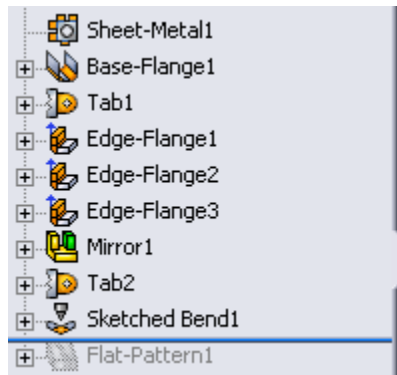 Sheet-Metal1
Base-Flange1
Tab1
Edge-Flange1
Edge-Flange2
Edge-Flange3
Mirror1
Tab2
Sketched Bend1
Flat-Pattern1